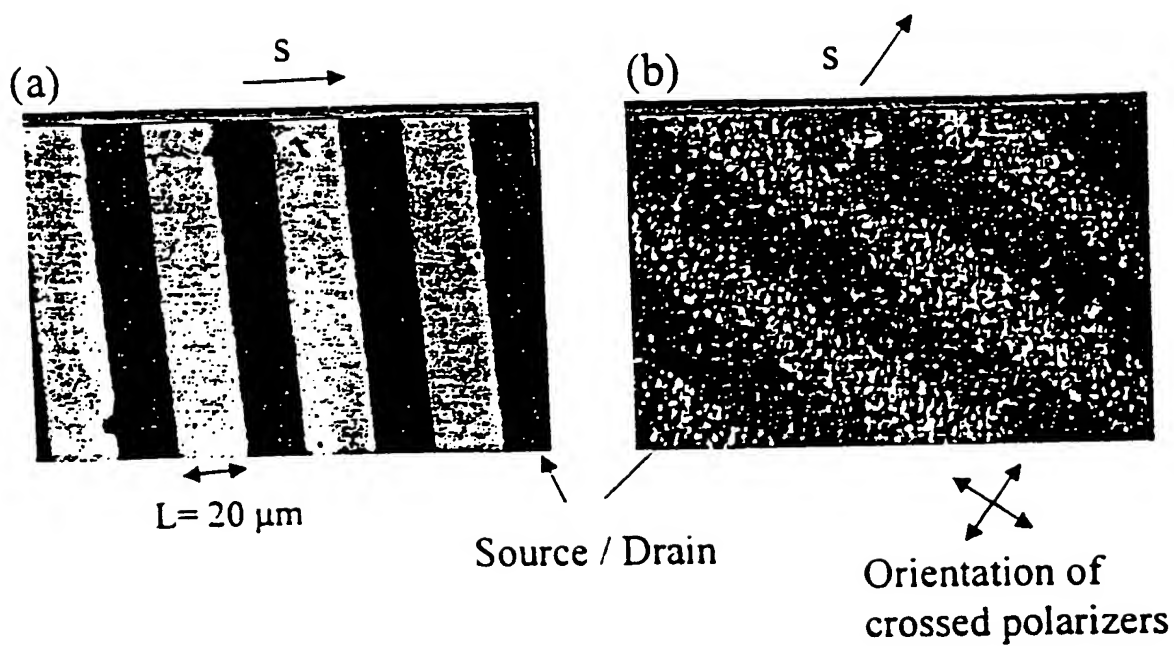 (a)
S
(b)
S
L= 20 μm
Source / Drain
Orientation of
crossed polarizers